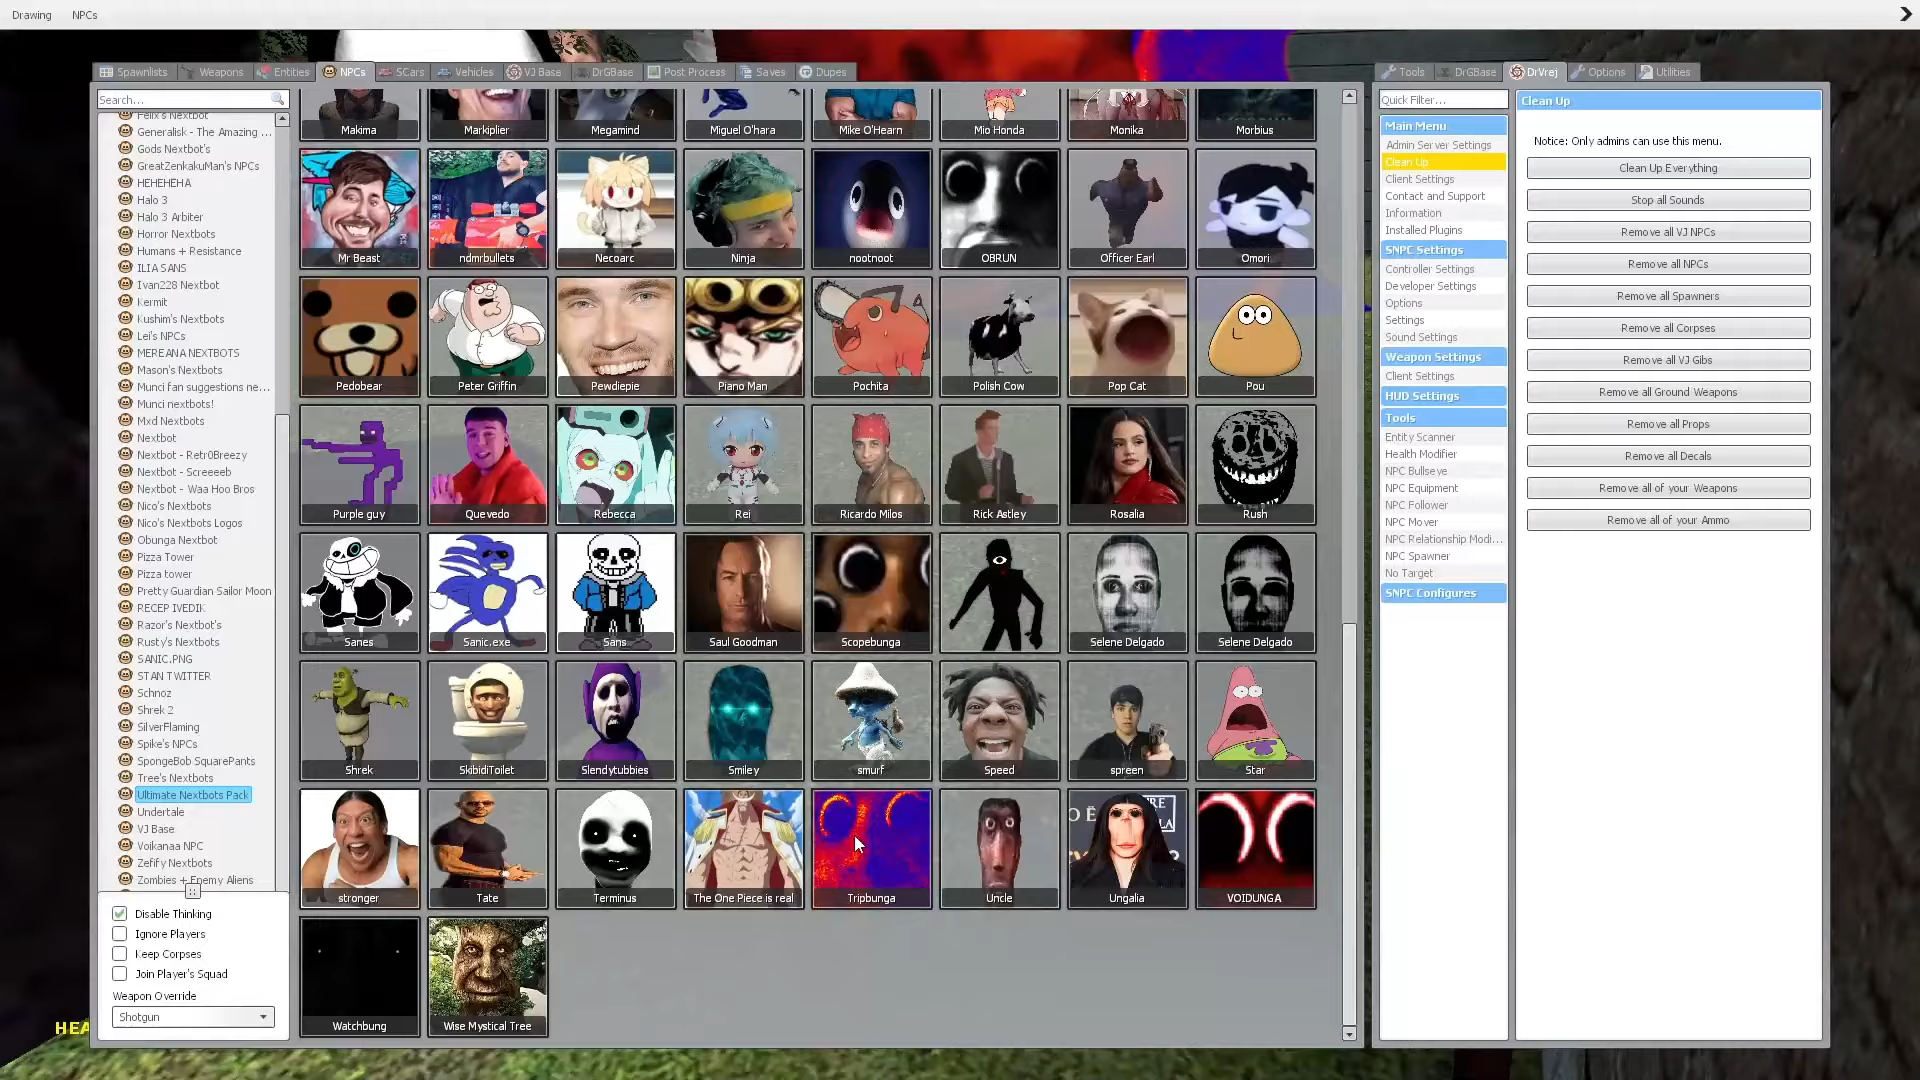 Drawing NPCs
Spawnlists Weapons Entities NPCs SCars Vehicles VJ Base DrGBase Post Process Saves Dupes
Search...
Felix's Nextbot
Generalisk - The Amazing ...
Gods Nextbot's
GreatZenkakuMan's NPCs
HEHEHEHA
Halo 3
Halo 3 Arbiter
Horror Nextbots
Humans + Resistance
ILIA SANS
Ivan228 Nextbot
Kermit
Kushim's Nextbots
Lei's NPCs
MEREANA NEXTBOTS
Mason's Nextbots
Munci fan suggestions ne...
Munci nextbots!
Mxd Nextbots
Nextbot
Nextbot - Retr0Breezy
Nextbot - Screeeeb
Nextbot - Waa Hoo Bros
Nico's Nextbots
Nico's Nextbots Logos
Obunga Nextbot
Pizza Tower
Pizza tower
Pretty Guardian Sailor Moon
RECEP IVEDIK
Razor's Nextbot's
Rusty's Nextbots
SANIC.PNG
STAN TWITTER
Schnoz
Shrek 2
SilverFlaming
Spike's NPCs
SpongeBob SquarePants
Tree's Nextbots
Ultimate Nextbots Pack
Undertale
VJ Base
Voikanaa NPC
Zefify Nextbots
Zombies + Enemy Aliens
Disable Thinking
Ignore Players
Keep Corpses
Join Player's Squad
Weapon Override
Shotgun
HEA
Makima Markiplier Megamind Miguel O'hara Mike O'Hearn Mio Honda Monika Morbius
Mr Beast ndmrbullets Necoarc Ninja nootnoot OBRUN Officer Earl Omori
Pedobear Peter Griffin Pewdiepie Piano Man Pochita Polish Cow Pop Cat Pou
Purple guy Quevedo Rebecca Rei Ricardo Milos Rick Astley Rosalia Rush
Sanes Sanic.exe Sans Saul Goodman Scopebunga Selene Delgado Selene Delgado
Shrek SkibidiToilet Slendytubbies Smiley smurf Speed spreen Star
stronger Tate Terminus The One Piece is real Tripbunga Uncle Ungalia VOIDUNGA
Watchbung Wise Mystical Tree
Tools DrGBase DrVrej Options Utilities
Quick Filter...
Main Menu
Admin Server Settings
Clean Up
Client Settings
Contact and Support
Information
Installed Plugins
SNPC Settings
Controller Settings
Developer Settings
Options
Settings
Sound Settings
Weapon Settings
Client Settings
HUD Settings
Tools
Entity Scanner
Health Modifier
NPC Bullseye
NPC Equipment
NPC Follower
NPC Mover
NPC Relationship Modi...
NPC Spawner
No Target
SNPC Configures
Clean Up
Notice: Only admins can use this menu.
Clean Up Everything
Stop all Sounds
Remove all VJ NPCs
Remove all NPCs
Remove all Spawners
Remove all Corpses
Remove all VJ Gibs
Remove all Ground Weapons
Remove all Props
Remove all Decals
Remove all of your Weapons
Remove all of your Ammo